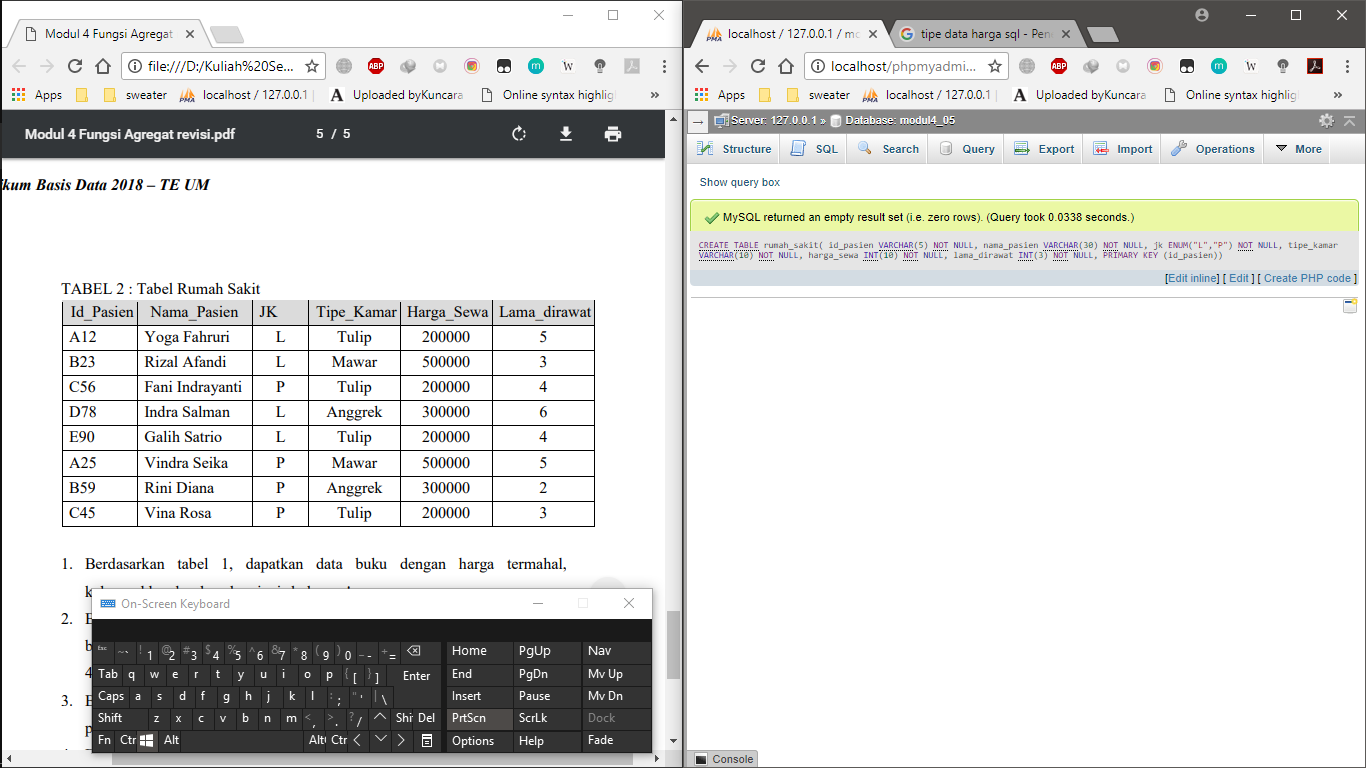 Modul 4 Fungsi Agregat
file:///D:/Kuliah%20Se...
Apps sweater localhost / 127.0.0.1 A Uploaded byKuncara Online syntax highlig »
Modul 4 Fungsi Agregat revisi.pdf 5 / 5
ikum Basis Data 2018 – TE UM
TABEL 2 : Tabel Rumah Sakit
Id_Pasien Nama_Pasien JK Tipe_Kamar Harga_Sewa Lama_dirawat
A12 Yoga Fahruri L Tulip 200000 5
B23 Rizal Afandi L Mawar 500000 3
C56 Fani Indrayanti P Tulip 200000 4
D78 Indra Salman L Anggrek 300000 6
E90 Galih Satrio L Tulip 200000 4
A25 Vindra Seika P Mawar 500000 5
B59 Rini Diana P Anggrek 300000 2
C45 Vina Rosa P Tulip 200000 3
1. Berdasarkan tabel 1, dapatkan data buku dengan harga termahal,
2.
3.
On-Screen Keyboard
Esc ~ ` ! 1 @ 2 # 3 $ 4 % 5 ^ 6 & 7 * 8 ( 9 ) 0 _ - + = Home PgUp Nav
Tab q w e r t y u i o p { [ } ] Enter End PgDn Mv Up
Caps a s d f g h j k l : ; " ' | \ Insert Pause Mv Dn
Shift z x c v b n m < , > . ? / Shi Del PrtScn ScrLk Dock
Fn Ctr Alt Alt Ctr Options Help Fade
localhost / 127.0.0.1 / mo
tipe data harga sql - Pen
localhost/phpmyadmi...
Apps sweater localhost / 127.0.0.1 A Uploaded byKuncara Online syntax highlig »
Server: 127.0.0.1 » Database: modul4_05
Structure SQL Search Query Export Import Operations More
Show query box
MySQL returned an empty result set (i.e. zero rows). (Query took 0.0338 seconds.)
CREATE TABLE rumah_sakit( id_pasien VARCHAR(5) NOT NULL, nama_pasien VARCHAR(30) NOT NULL, jk ENUM("L","P") NOT NULL, tipe_kamar
VARCHAR(10) NOT NULL, harga_sewa INT(10) NOT NULL, lama_dirawat INT(3) NOT NULL, PRIMARY KEY (id_pasien))
[Edit inline] [ Edit ] [ Create PHP code ]
Console